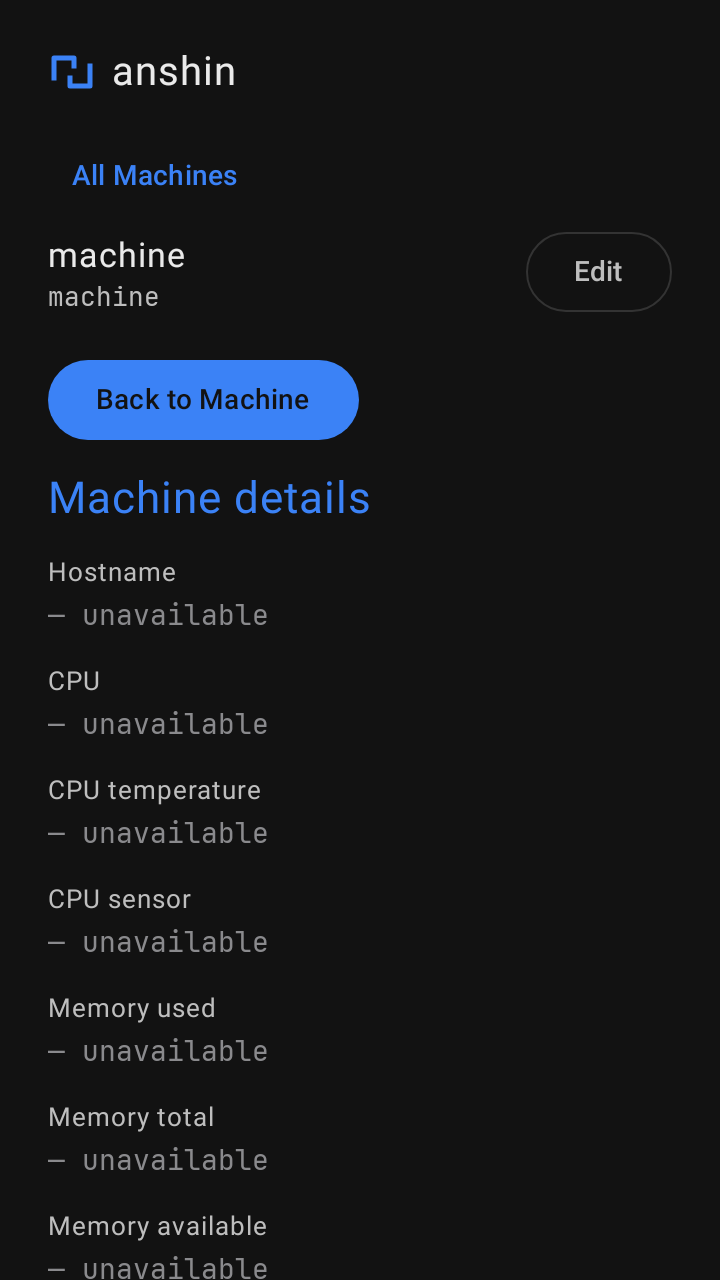 anshin
All Machines
machine
Edit
machine
Back to Machine
Machine details
Hostname
— unavailable
CPU
— unavailable
CPU temperature
— unavailable
CPU sensor
— unavailable
Memory used
— unavailable
Memory total
— unavailable
Memory available
— unavailable